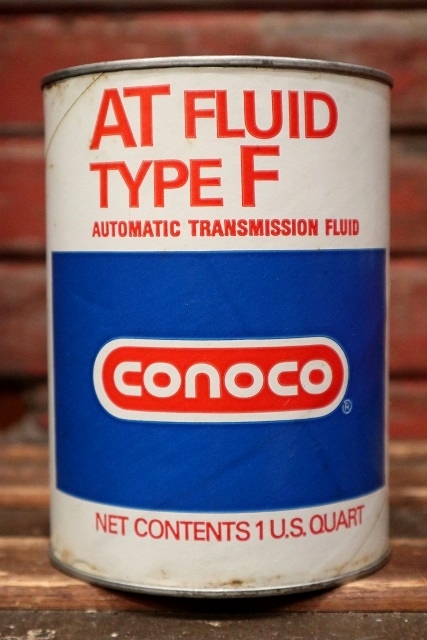 AT FLUID
TYPE F
AUTOMATIC TRANSMISSION FLUID
CONOCO ®
NET CONTENTS 1 U.S. QUART